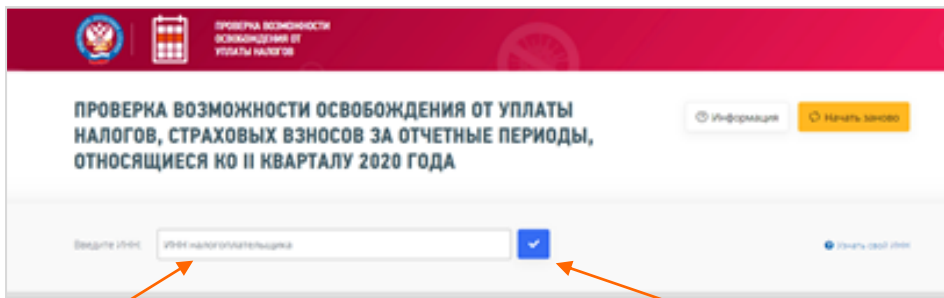 ПРОВЕРКА ВОЗМОЖНОСТИ
ОСВОБОЖДЕНИЯ ОТ
УПЛАТЫ НАЛОГОВ
ПРОВЕРКА ВОЗМОЖНОСТИ ОСВОБОЖДЕНИЯ ОТ УПЛАТЫ
НАЛОГОВ, СТРАХОВЫХ ВЗНОСОВ ЗА ОТЧЕТНЫЕ ПЕРИОДЫ,
ОТНОСЯЩИЕСЯ КО II КВАРТАЛУ 2020 ГОДА
Информация
Начать заново
Введите ИНН:
ИНН налогоплательщика
Узнать свой ИНН